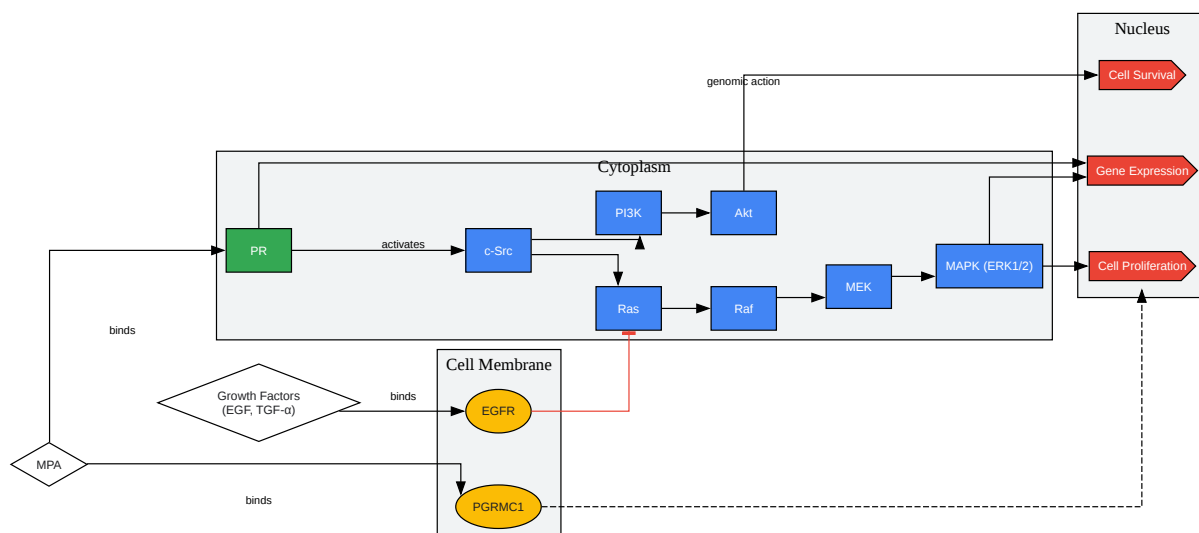 Nucleus
Cell Survival
genomic action
Cytoplasm
Gene Expression
PI3K
Akt
PR
activates
c-Src
MAPK (ERK1/2)
Cell Proliferation
MEK
Ras
Raf
binds
Cell Membrane
Growth Factors
(EGF, TGF-α)
binds
EGFR
MPA
binds
PGRMC1